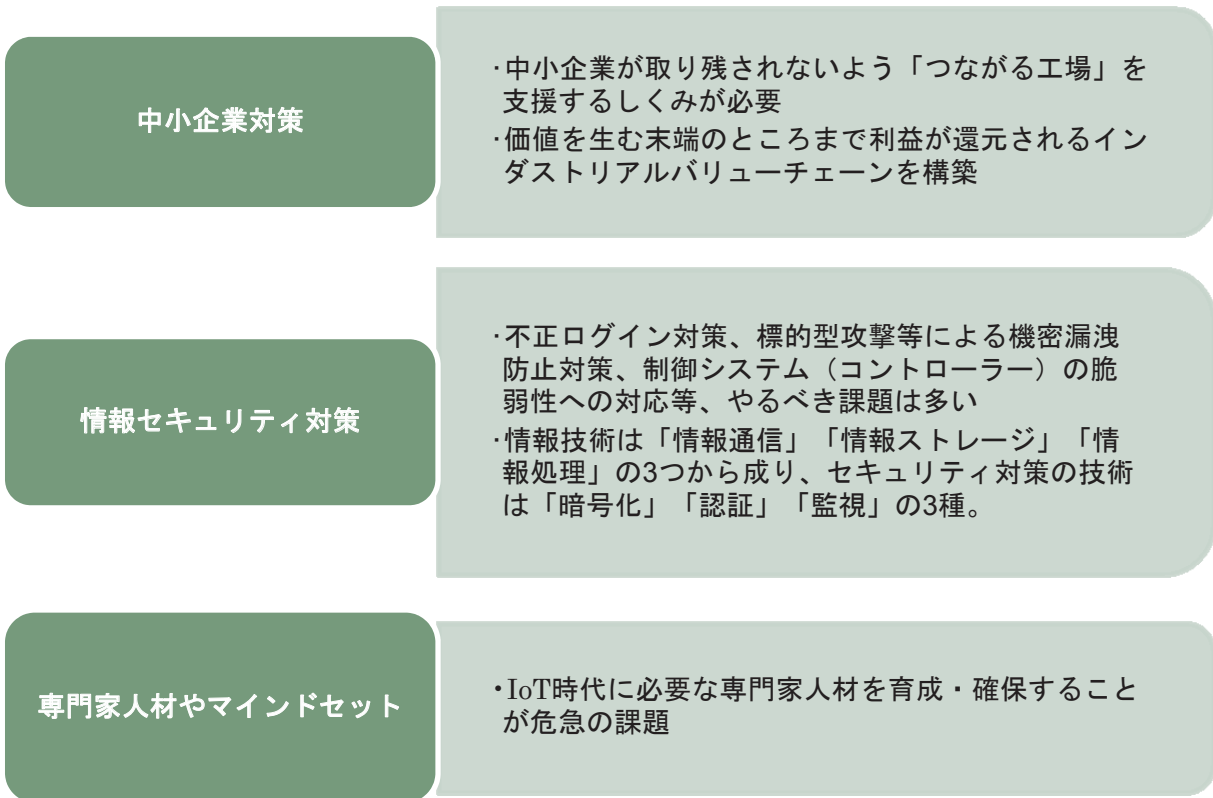 中小企業対策
·中小企業が取り残されないよう「つながる工場」を
支援するしくみが必要
·価値を生む末端のところまで利益が還元されるイン
ダストリアルバリューチェーンを構築
情報セキュリティ対策
·不正ログイン対策、標的型攻撃等による機密漏洩
防止対策、制御システム（コントローラー）の脆
弱性への対応等、やるべき課題は多い
·情報技術は「情報通信」「情報ストレージ」「情
報処理」の3つから成り、セキュリティ対策の技術
は「暗号化」「認証」「監視」の3種。
専門家人材やマインドセット
・IoT時代に必要な専門家人材を育成・確保すること
が危急の課題